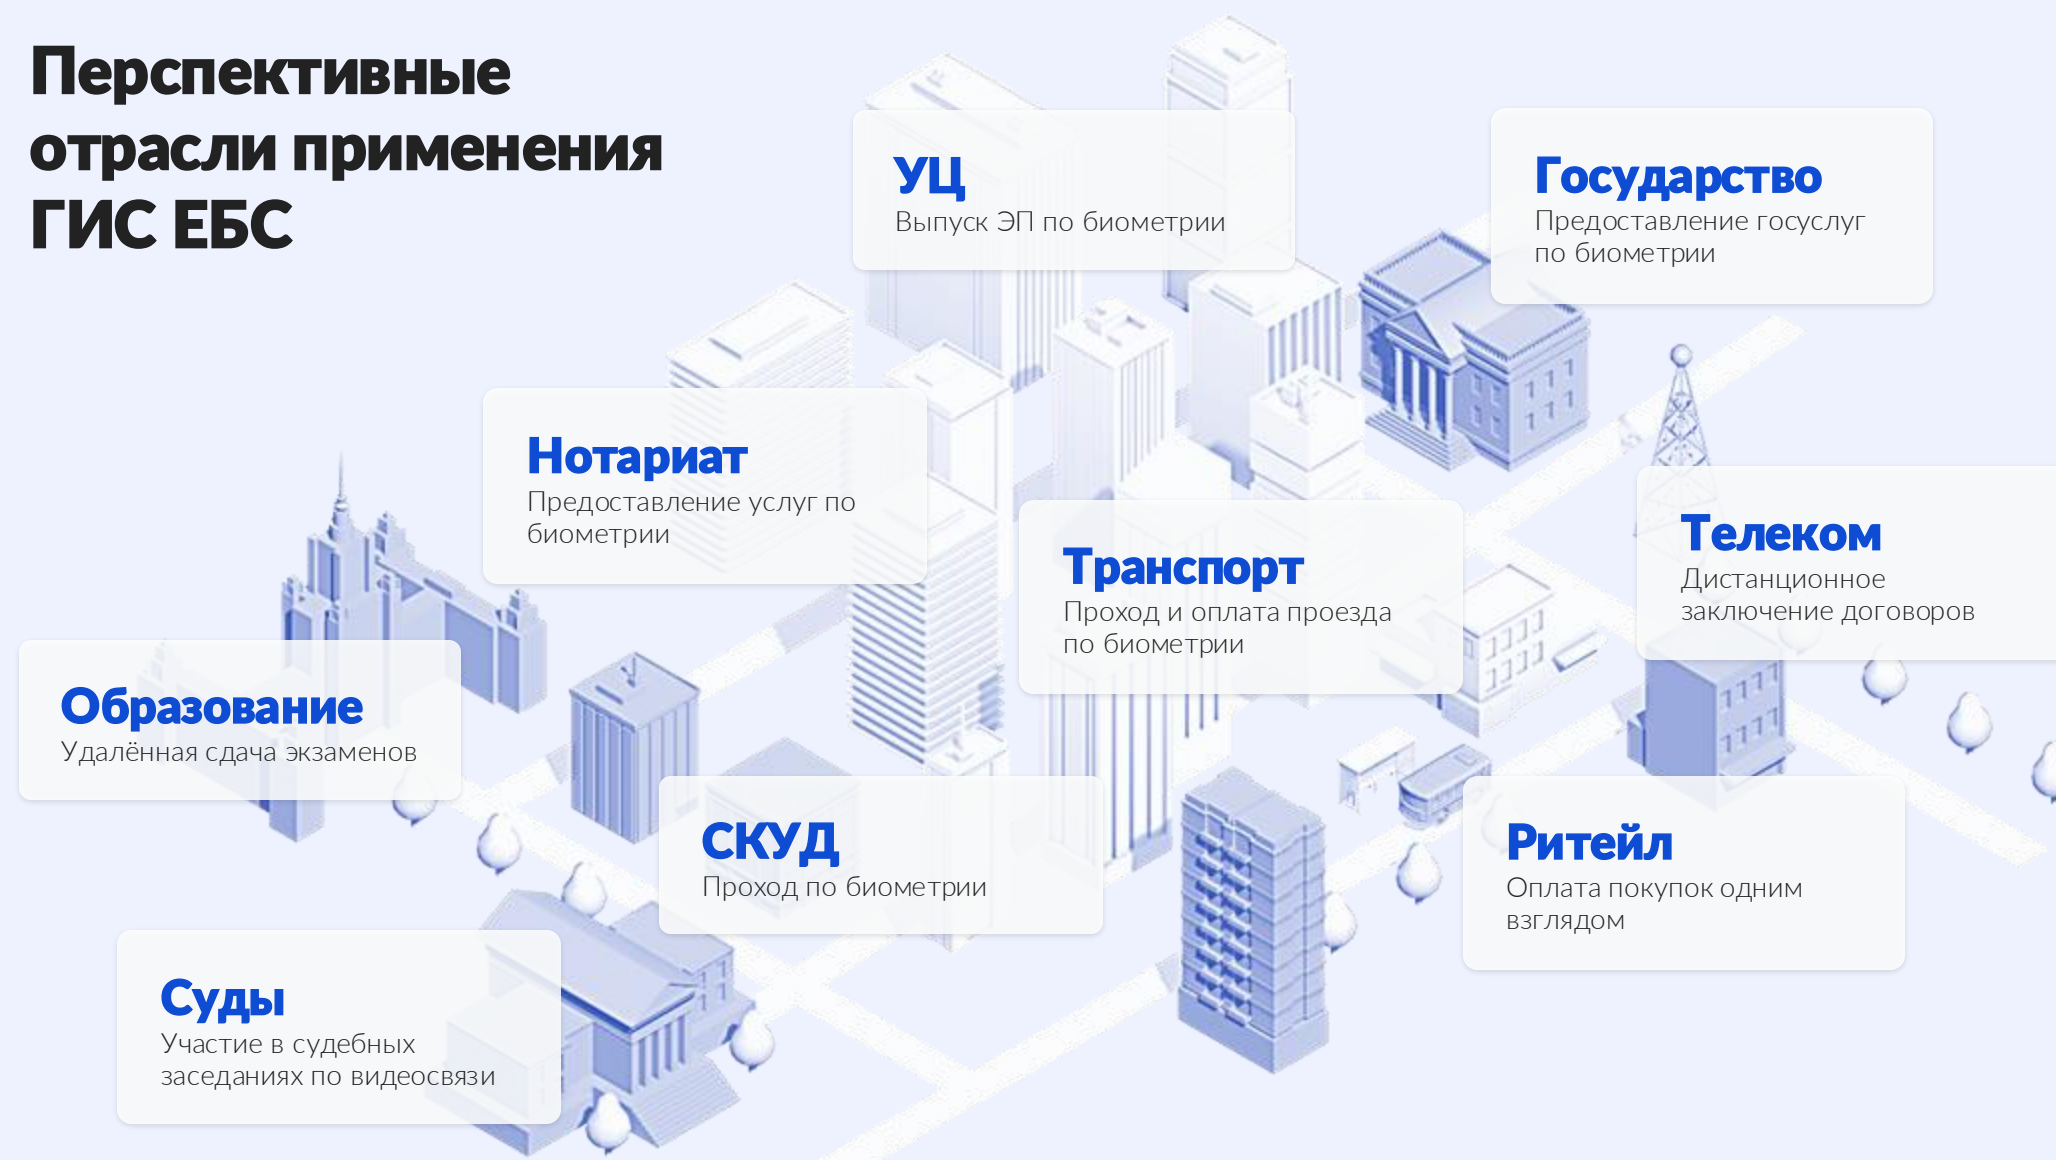 Перспективные
отрасли применения
ГИС ЕБС
УЦ
Выпуск ЭП по биометрии
Государство
Предоставление госуслуг
по биометрии
Нотариат
Предоставление услуг по
биометрии
Транспорт
Проход и оплата проезда
по биометрии
Телеком
Дистанционное
заключение договоров
Образование
Удалённая сдача экзаменов
СКУД
Проход по биометрии
Ритейл
Оплата покупок одним
взглядом
Суды
Участие в судебных
заседаниях по видеосвязи